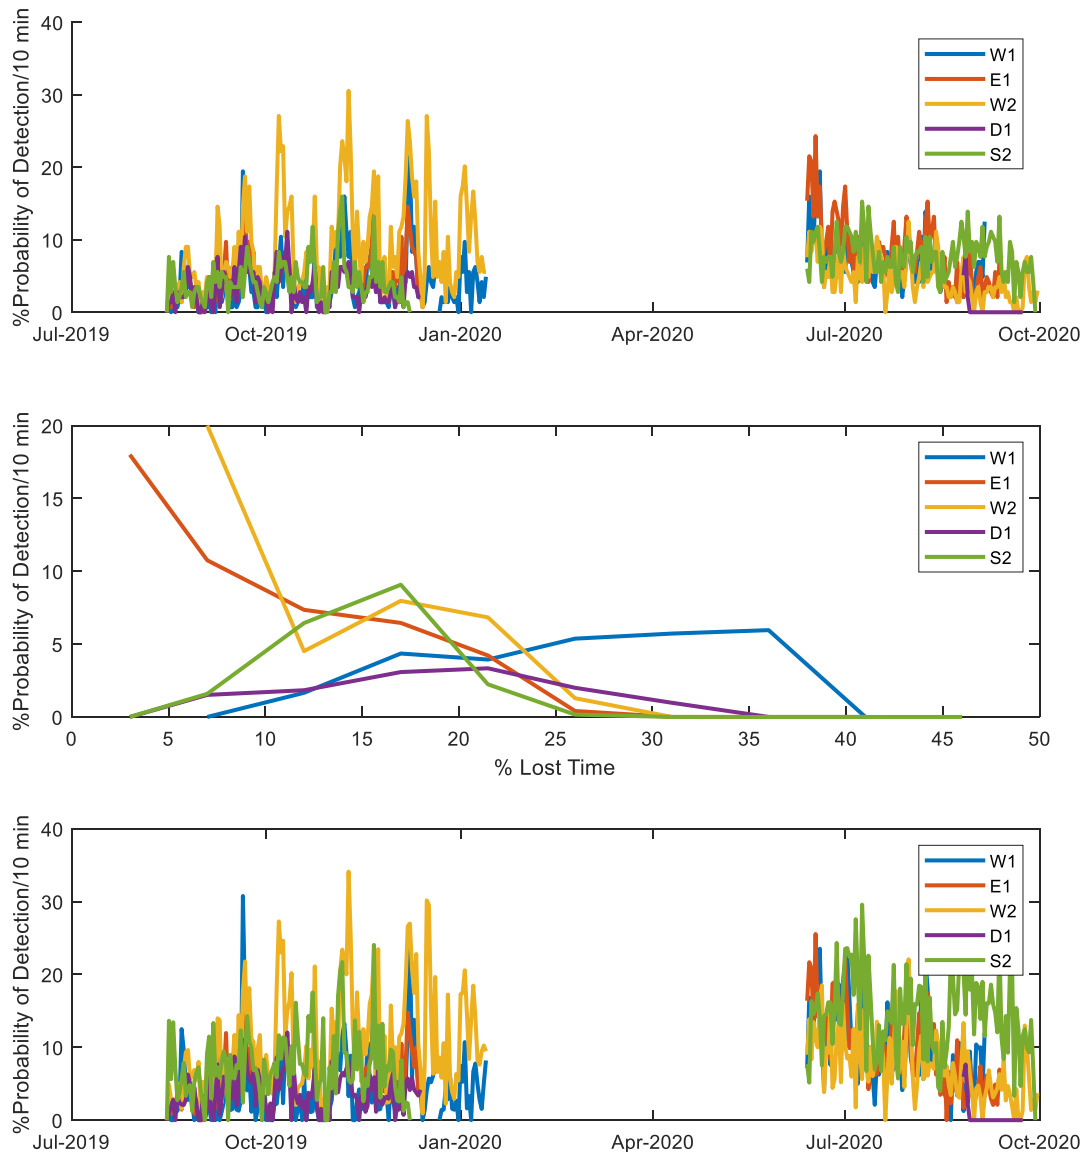 %Probability of Detection/10 min
40
30
20
10
0
W1
E1
W2
D1
S2
Jul-2019 Oct-2019 Jan-2020 Apr-2020 Jul-2020 Oct-2020
%Probability of Detection/10 min
20
15
10
5
0
W1
E1
W2
D1
S2
0 5 10 15 20 25 30 35 40 45 50
% Lost Time
%Probability of Detection/10 min
40
30
20
10
0
W1
E1
W2
D1
S2
Jul-2019 Oct-2019 Jan-2020 Apr-2020 Jul-2020 Oct-2020